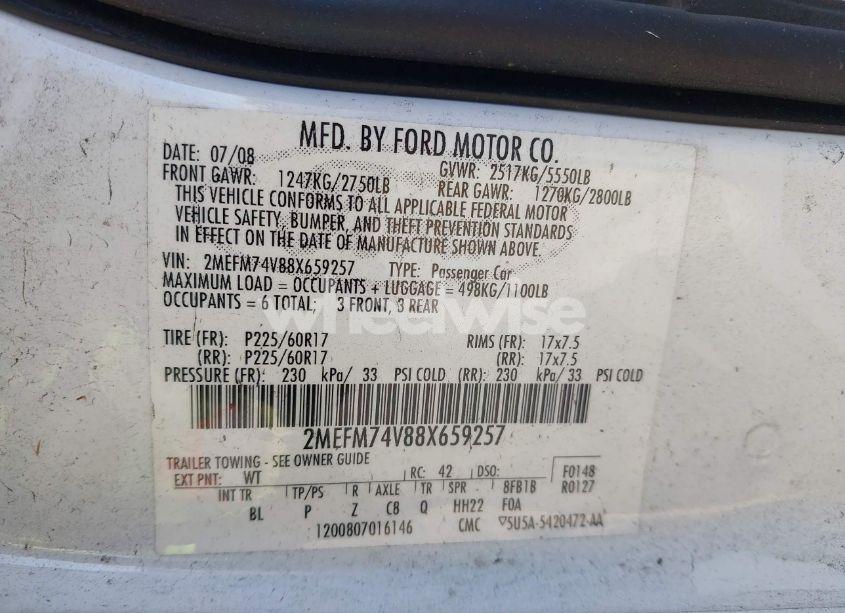 MFD. BY FORD MOTOR CO.
DATE: 07/08 GVWR: 2517KG/5550LB
FRONT GAWR: 1247KG/2750LB REAR GAWR: 1270KG/2800LB
THIS VEHICLE CONFORMS TO ALL APPLICABLE FEDERAL MOTOR
VEHICLE SAFETY, BUMPER, AND THEFT PREVENTION STANDARDS
IN EFFECT ON THE DATE OF MANUFACTURE SHOWN ABOVE.
VIN: 2MEFM74V88X659257 TYPE: Passenger Car
MAXIMUM LOAD = OCCUPANTS + LUGGAGE = 498KG/1100LB
OCCUPANTS = 6 TOTAL; 3 FRONT, 3 REAR
wheelwise
TIRE (FR): P225/60R17 RIMS (FR): 17x7.5
(RR): P225/60R17 (RR): 17x7.5
PRESSURE (FR): 230 kPa/ 33 PSI COLD (RR): 230 kPa/ 33 PSI COLD
2MEFM74V88X659257
TRAILER TOWING - SEE OWNER GUIDE
EXT PNT: WT RC: 42 DSO: F0148
INT TR TP/PS R AXLE TR SPR - 8FB1B R0127
BL P Z C8 Q HH22 FOA
1200807016146 CMC ▽5U5A-5420472-AA